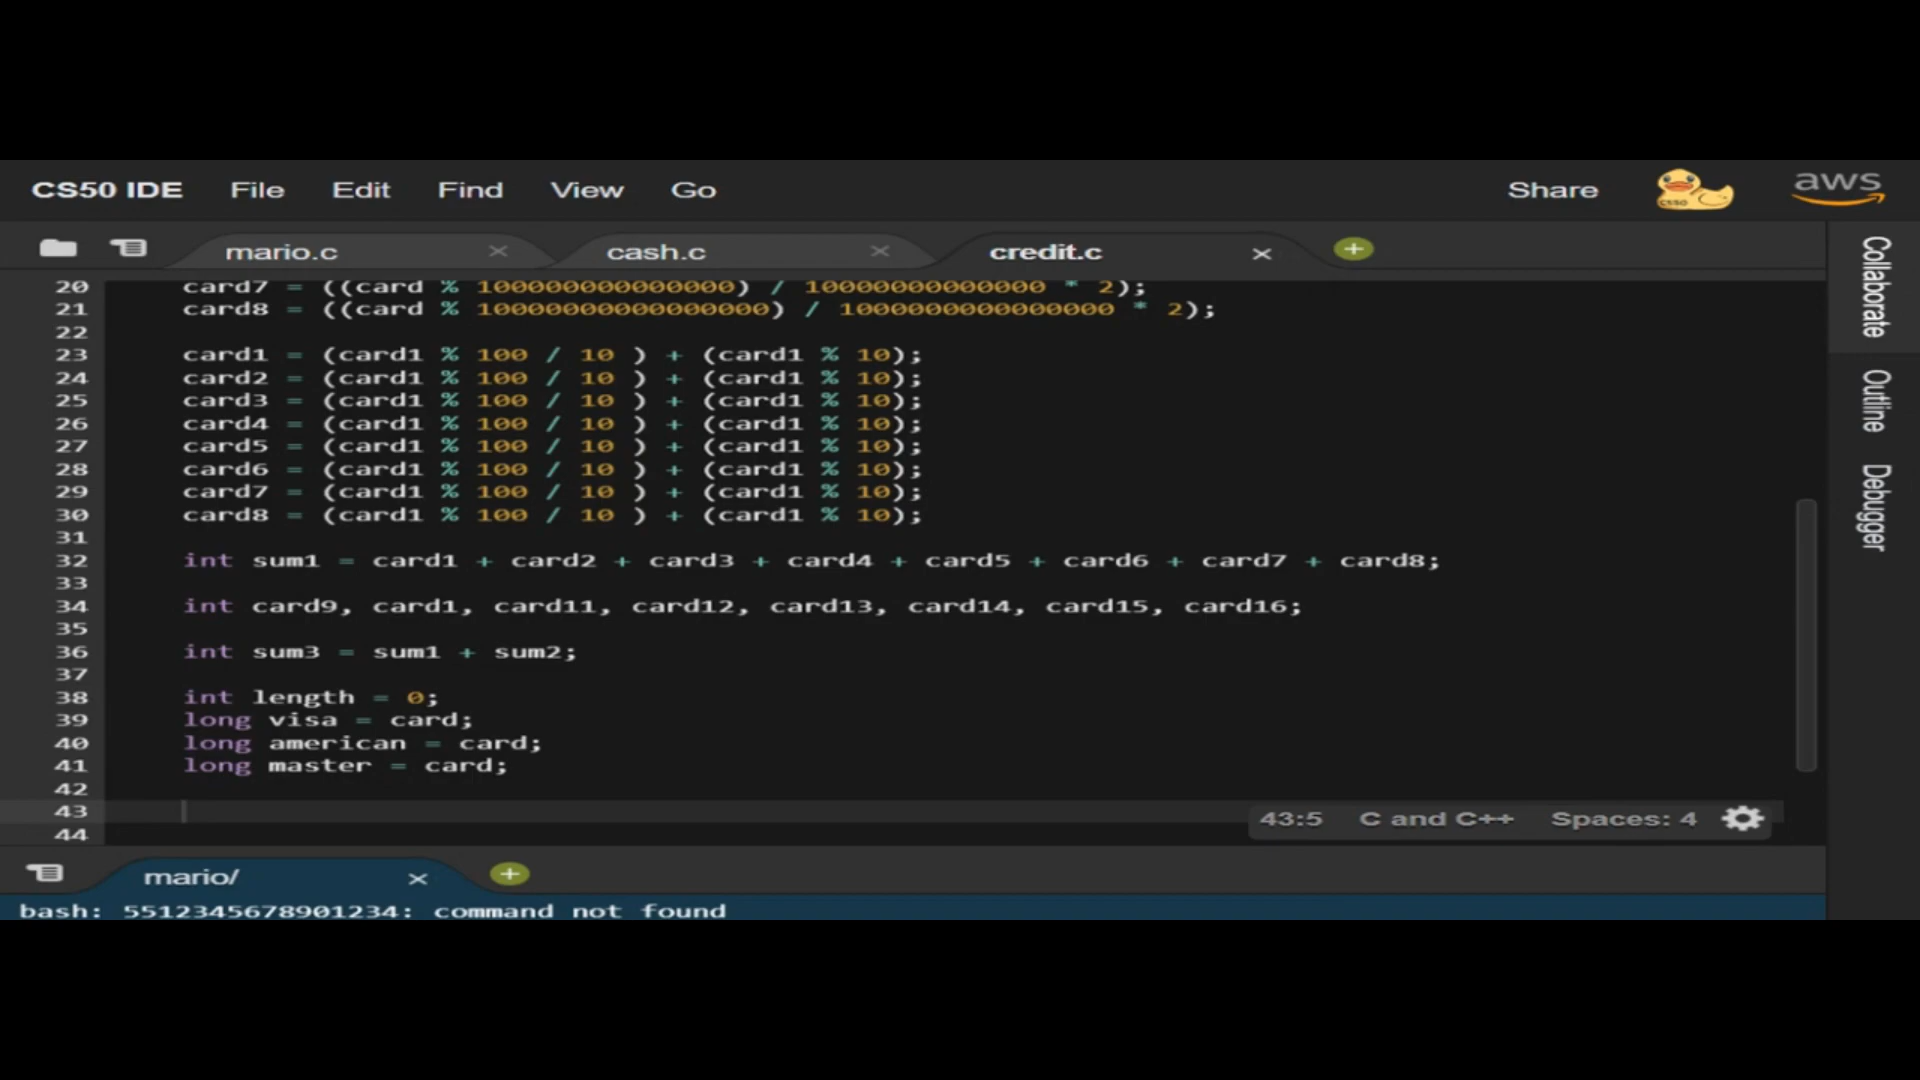 CS50 IDE File Edit Find View Go Share CS50 aws
mario.c × cash.c × credit.c × +
20 card7 = ((card % 100000000000000) / 10000000000000 * 2);
21 card8 = ((card % 10000000000000000) / 1000000000000000 * 2);
22
23 card1 = (card1 % 100 / 10 ) + (card1 % 10);
24 card2 = (card1 % 100 / 10 ) + (card1 % 10);
25 card3 = (card1 % 100 / 10 ) + (card1 % 10);
26 card4 = (card1 % 100 / 10 ) + (card1 % 10);
27 card5 = (card1 % 100 / 10 ) + (card1 % 10);
28 card6 = (card1 % 100 / 10 ) + (card1 % 10);
29 card7 = (card1 % 100 / 10 ) + (card1 % 10);
30 card8 = (card1 % 100 / 10 ) + (card1 % 10);
31
32 int sum1 = card1 + card2 + card3 + card4 + card5 + card6 + card7 + card8;
33
34 int card9, card1, card11, card12, card13, card14, card15, card16;
35
36 int sum3 = sum1 + sum2;
37
38 int length = 0;
39 long visa = card;
40 long american = card;
41 long master = card;
42
43
44
43:5 C and C++ Spaces: 4
mario/ × +
bash: 5512345678901234: command not found
Collaborate
Outline
Debugger